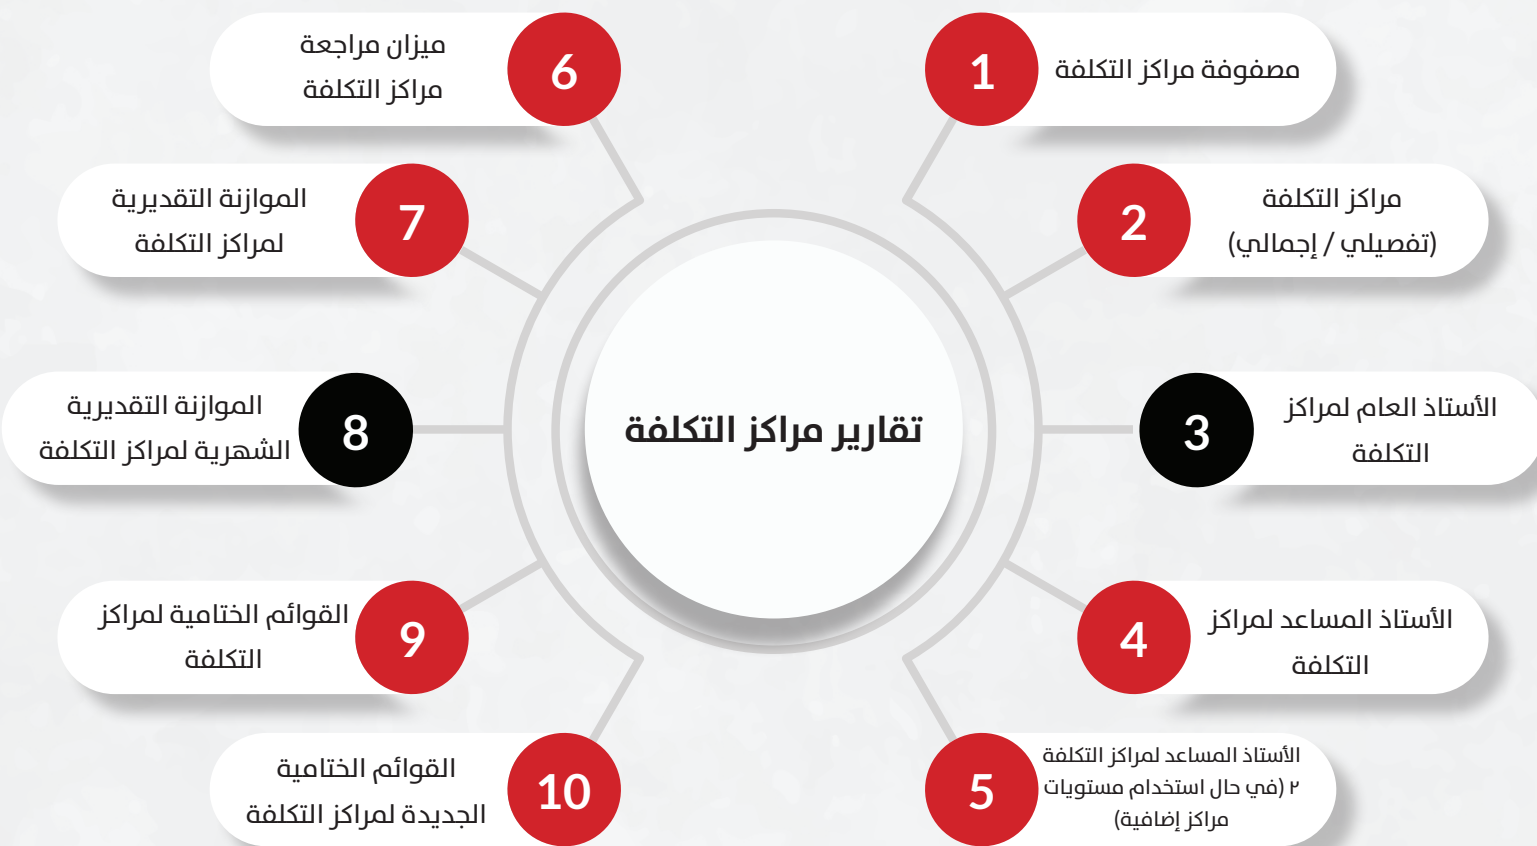 تقارير مراكز التكلفة
1
مصفوفة مراكز التكلفة
2
مراكز التكلفة
(تفصيلي / إجمالي)
3
الأستاذ العام لمراكز
التكلفة
4
الأستاذ المساعد لمراكز
التكلفة
5
الأستاذ المساعد لمراكز التكلفة
٢ (في حال استخدام مستويات
مراكز إضافية)
6
ميزان مراجعة
مراكز التكلفة
7
الموازنة التقديرية
لمراكز التكلفة
8
الموازنة التقديرية
الشهرية لمراكز التكلفة
9
القوائم الختامية لمراكز
التكلفة
10
القوائم الختامية
الجديدة لمراكز التكلفة